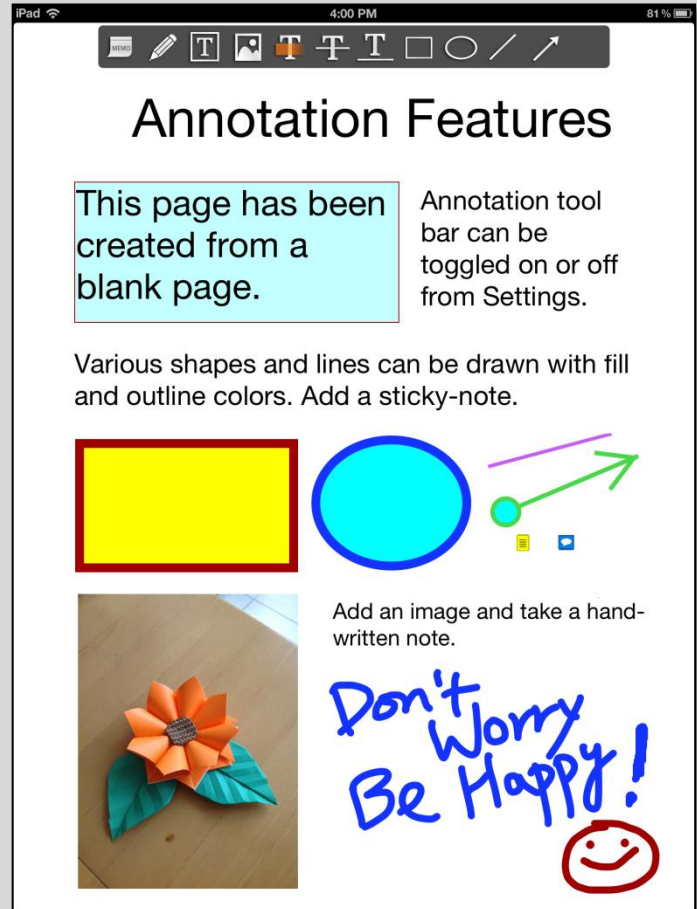 iPad 4:00 PM 81%
MEMO T T T T
Annotation Features
This page has been
created from a
blank page.
Annotation tool
bar can be
toggled on or off
from Settings.
Various shapes and lines can be drawn with fill
and outline colors. Add a sticky-note.
Add an image and take a hand-
written note.
Don't
Worry
Be Happy!